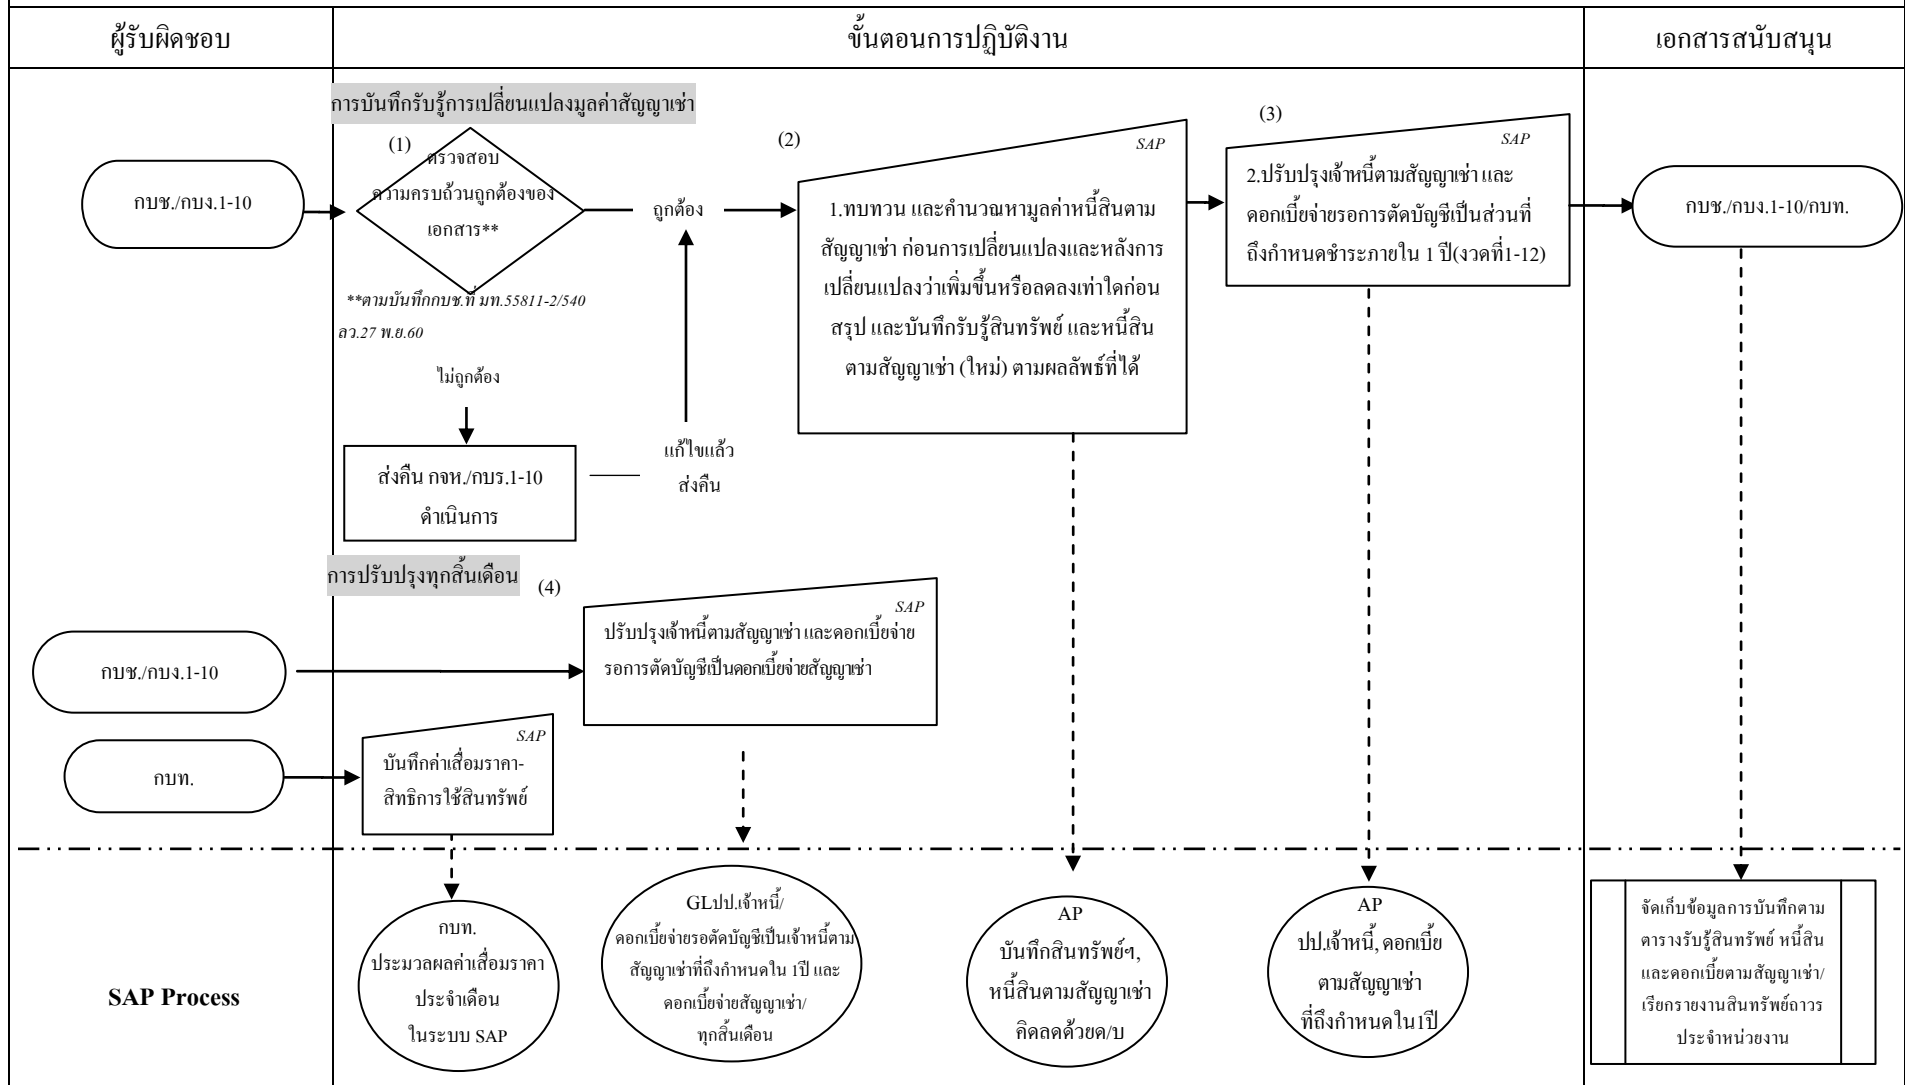 ผู้รับผิดชอบ
ขั้นตอนการปฏิบัติงาน
เอกสารสนับสนุน
การบันทึกรับรู้การเปลี่ยนแปลงมูลค่าสัญญาเช่า
กบช./กบง.1-10
(1)
ตรวจสอบ
ความครบถ้วนถูกต้องของ
เอกสาร**
**ตามบันทึกกบช.ที่ มท.55811-2/540
ลว.27 พ.ย.60
ไม่ถูกต้อง
ส่งคืน กจห./กบร.1-10
ดำเนินการ
ถูกต้อง
แก้ไขแล้ว
ส่งคืน
(2)
SAP
1.ทบทวน และคำนวณหามูลค่าหนี้สินตาม
สัญญาเช่า ก่อนการเปลี่ยนแปลงและหลังการ
เปลี่ยนแปลงว่าเพิ่มขึ้นหรือลดลงเท่าใดก่อน
สรุป และบันทึกรับรู้สินทรัพย์ และหนี้สิน
ตามสัญญาเช่า (ใหม่) ตามผลลัพธ์ที่ได้
(3)
SAP
2.ปรับปรุงเจ้าหนี้ตามสัญญาเช่า และ
ดอกเบี้ยจ่ายรอการตัดบัญชีเป็นส่วนที่
ถึงกำหนดชำระภายใน 1 ปี(งวดที่1-12)
กบช./กบง.1-10/กบท.
การปรับปรุงทุกสิ้นเดือน
(4)
กบช./กบง.1-10
SAP
ปรับปรุงเจ้าหนี้ตามสัญญาเช่า และดอกเบี้ยจ่าย
รอการตัดบัญชีเป็นดอกเบี้ยจ่ายสัญญาเช่า
กบท.
SAP
บันทึกค่าเสื่อมราคา-
สิทธิการใช้สินทรัพย์
SAP Process
กบท.
ประมวลผลค่าเสื่อมราคา
ประจำเดือน
ในระบบ SAP
GLปป.เจ้าหนี้/
ดอกเบี้ยจ่ายรอตัดบัญชีเป็นเจ้าหนี้ตาม
สัญญาเช่าที่ถึงกำหนดใน 1ปี และ
ดอกเบี้ยจ่ายสัญญาเช่า/
ทุกสิ้นเดือน
AP
บันทึกสินทรัพย์ฯ,
หนี้สินตามสัญญาเช่า
คิดลดด้วยด/บ
AP
ปป.เจ้าหนี้, ดอกเบี้ย
ตามสัญญาเช่า
ที่ถึงกำหนดใน1ปี
จัดเก็บข้อมูลการบันทึกตาม
ตารางรับรู้สินทรัพย์ หนี้สิน
และดอกเบี้ยตามสัญญาเช่า/
เรียกรายงานสินทรัพย์ถาวร
ประจำหน่วยงาน